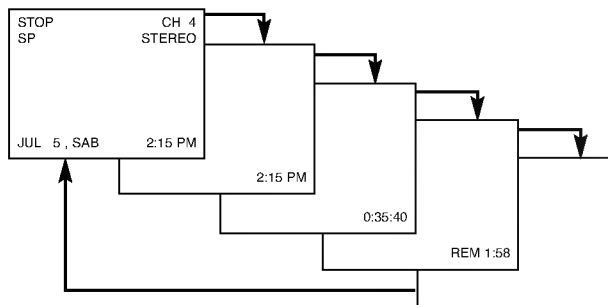 STOP CH 4
SP STEREO
JUL 5 , SAB 2:15 PM
2:15 PM
0:35:40
REM 1:58